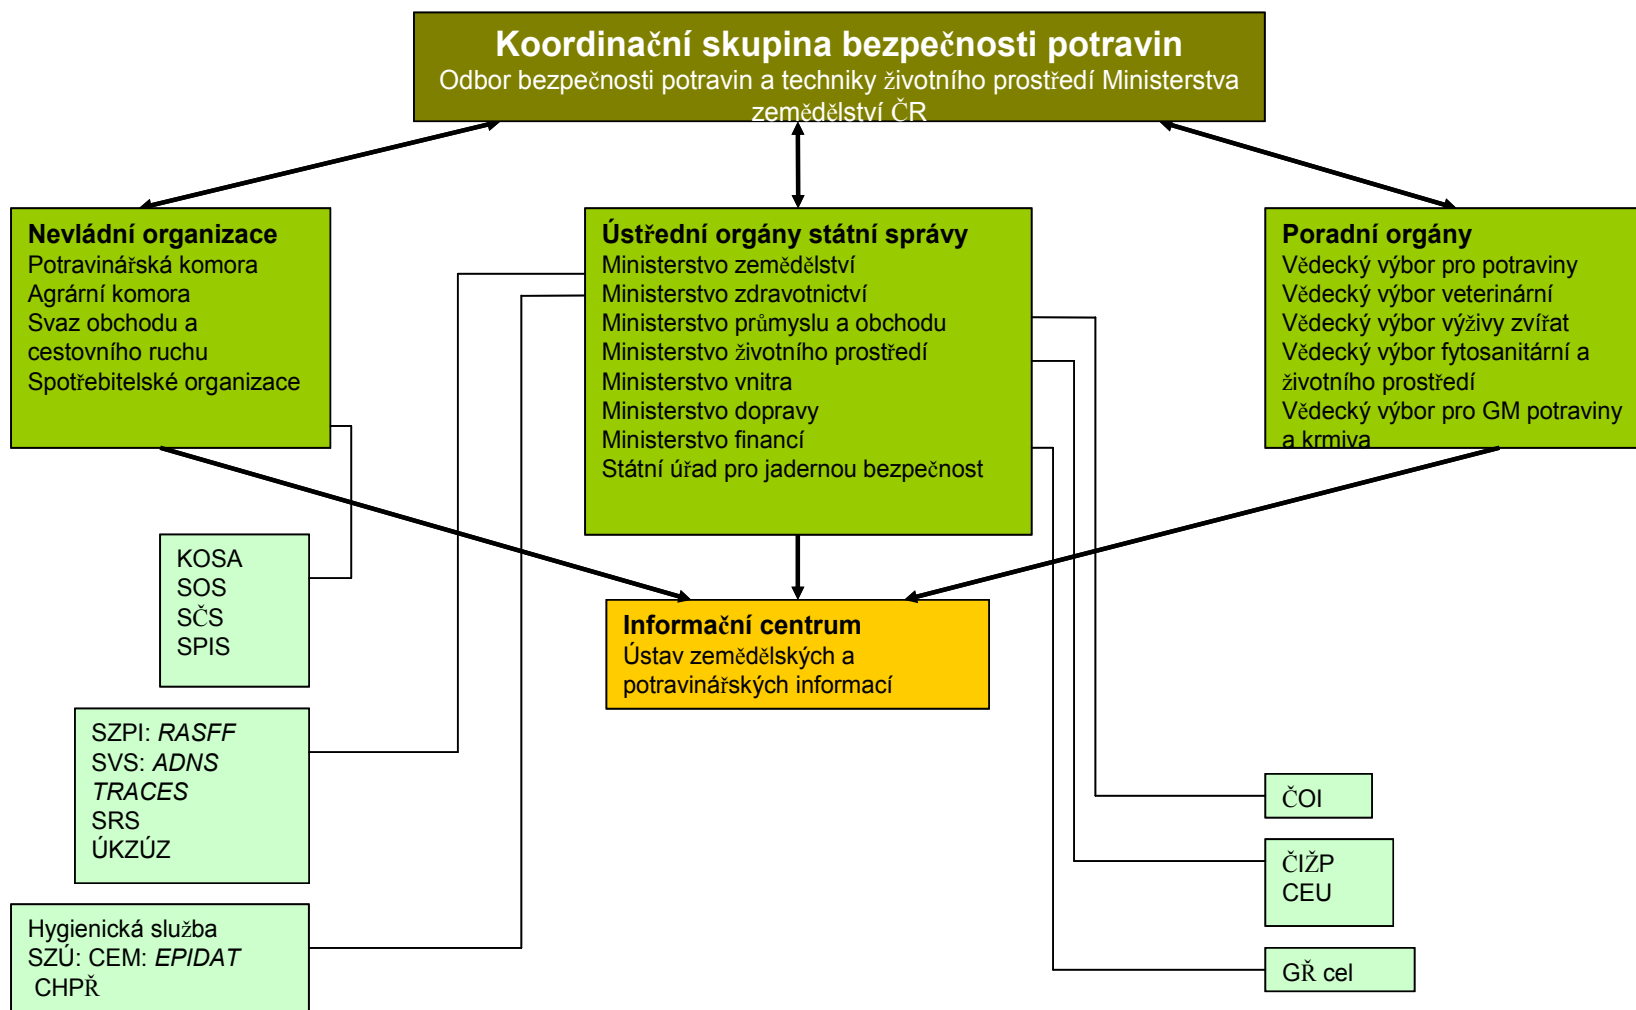 Koordinační skupina bezpečnosti potravin
Odbor bezpečnosti potravin a techniky životního prostředí Ministerstva
zemědělství ČR
Nevládní organizace
Potravinářská komora
Agrární komora
Svaz obchodu a
cestovního ruchu
Spotřebitelské organizace
Ústřední orgány státní správy
Ministerstvo zemědělství
Ministerstvo zdravotnictví
Ministerstvo průmyslu a obchodu
Ministerstvo životního prostředí
Ministerstvo vnitra
Ministerstvo dopravy
Ministerstvo financí
Státní úřad pro jadernou bezpečnost
Poradní orgány
Vědecký výbor pro potraviny
Vědecký výbor veterinární
Vědecký výbor výživy zvířat
Vědecký výbor fytosanitární a
životního prostředí
Vědecký výbor pro GM potraviny
a krmiva
KOSA
SOS
SČS
SPIS
Informační centrum
Ústav zemědělských a
potravinářských informací
SZPI: RASFF
SVS: ADNS
TRACES
SRS
ÚKZÚZ
Hygienická služba
SZÚ: CEM: EPIDAT
CHPŘ
ČOI
ČIŽP
CEU
GŘ cel